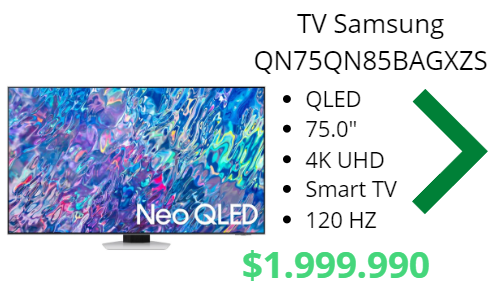 TV Samsung
QN75QN85BAGXZS
• QLED
• 75.0"
• 4K UHD
• Smart TV
• 120 HZ
Neo QLED
$1.999.990